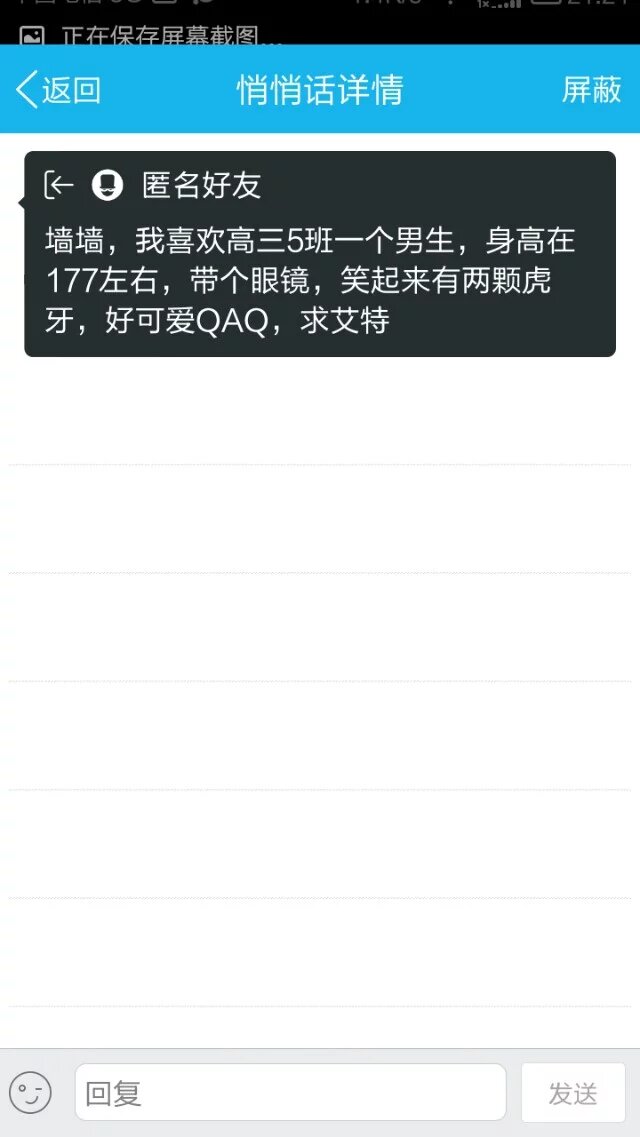 正在保存屏幕截图...
返回 悄悄话详情 屏蔽
匿名好友
墙墙，我喜欢高三5班一个男生，身高在
177左右，带个眼镜，笑起来有两颗虎
牙，好可爱QAQ，求艾特
回复 发送